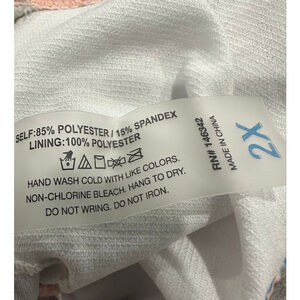 SELF:85% POLYESTER / 15% SPANDEX
LINING:100% POLYESTER
HAND WASH COLD WITH LIKE COLORS.
NON-CHLORINE BLEACH. HANG TO DRY.
DO NOT WRING. DO NOT IRON.
RN# 146342
MADE IN CHINA
2X